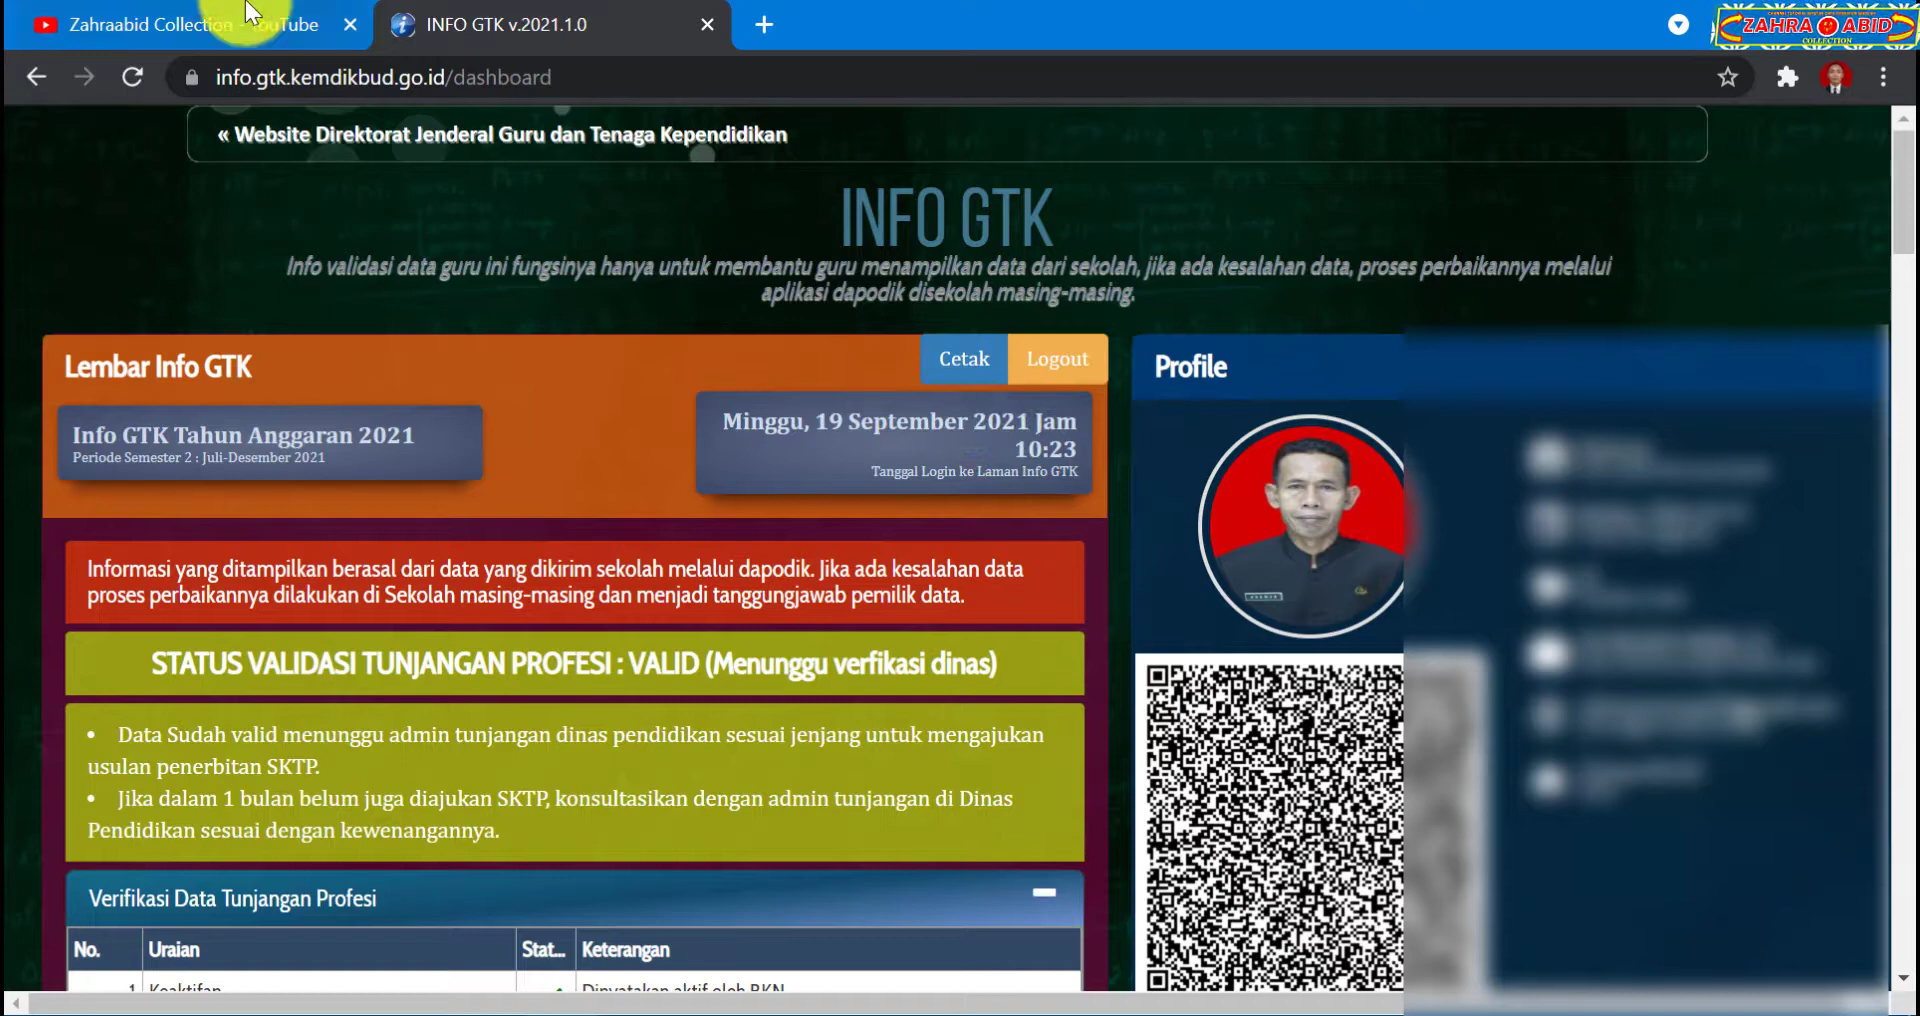 Zahraabid Collection - YouTube
INFO GTK v.2021.1.0
ZAHRA ABID
COLLECTION
info.gtk.kemdikbud.go.id/dashboard
« Website Direktorat Jenderal Guru dan Tenaga Kependidikan
INFO GTK
Info validasi data guru ini fungsinya hanya untuk membantu guru menampilkan data dari sekolah, jika ada kesalahan data, proses perbaikannya melalui
aplikasi dapodik disekolah masing-masing.
Lembar Info GTK
Cetak
Logout
Info GTK Tahun Anggaran 2021
Periode Semester 2 : Juli-Desember 2021
Minggu, 19 September 2021 Jam
10:23
Tanggal Login ke Laman Info GTK
Informasi yang ditampilkan berasal dari data yang dikirim sekolah melalui dapodik. Jika ada kesalahan data
proses perbaikannya dilakukan di Sekolah masing-masing dan menjadi tanggungjawab pemilik data.
STATUS VALIDASI TUNJANGAN PROFESI : VALID (Menunggu verfikasi dinas)
• Data Sudah valid menunggu admin tunjangan dinas pendidikan sesuai jenjang untuk mengajukan
usulan penerbitan SKTP.
• Jika dalam 1 bulan belum juga diajukan SKTP, konsultasikan dengan admin tunjangan di Dinas
Pendidikan sesuai dengan kewenangannya.
Verifikasi Data Tunjangan Profesi
No. Uraian Stat... Keterangan
1 Keaktifan Dinyatakan aktif oleh BKN
Profile